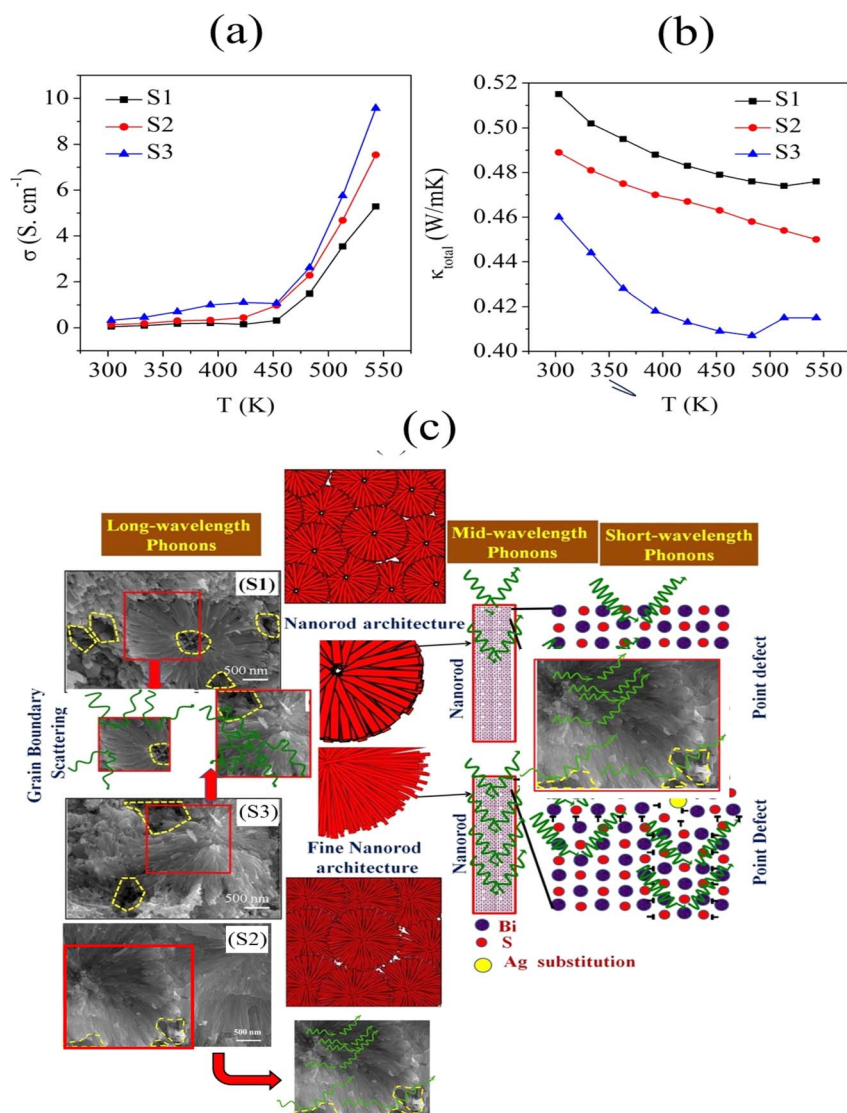 (a)
(b)
S1
S2
S3
10
8
6
4
2
0
σ (S. cm⁻¹)
300 350 400 450 500 550
T (K)
S1
S2
S3
0.52
0.50
0.48
0.46
0.44
0.42
0.40
κtotal (W/mK)
300 350 400 450 500 550
T (K)
(c)
Long-wavelength
Phonons
Mid-wavelength
Phonons
Short-wavelength
Phonons
(S1)
500 nm
Nanorod architecture
Nanorod
Point defect
Grain Boundary
Scattering
(S3)
500 nm
Fine Nanorod
architecture
Nanorod
Point Defect
(S2)
500 nm
Bi
S
Ag substitution